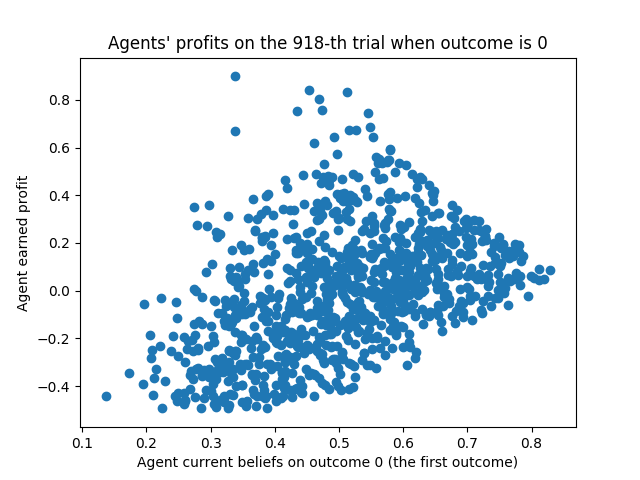 Agents' profits on the 918-th trial when outcome is 0
Agent earned profit
0.8
0.6
0.4
0.2
0.0
−0.2
−0.4
0.1 0.2 0.3 0.4 0.5 0.6 0.7 0.8
Agent current beliefs on outcome 0 (the first outcome)